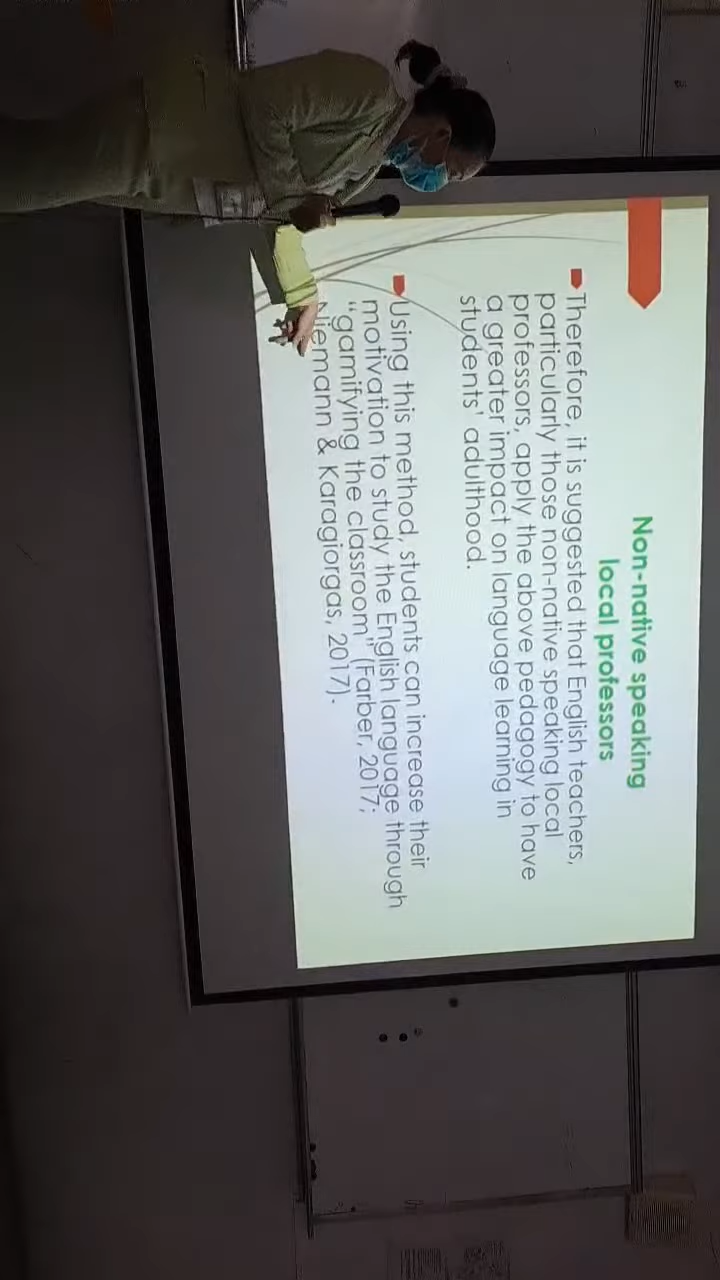 Non-native speaking
local professors
Therefore, it is suggested that English teachers,
particularly those non-native speaking local
professors, apply the above pedagogy to have
a greater impact on language learning in
students' adulthood.
Using this method, students can increase their
motivation to study the English language through
"gamifying the classroom" (Farber, 2017;
Niemann & Karagiorgas, 2017).